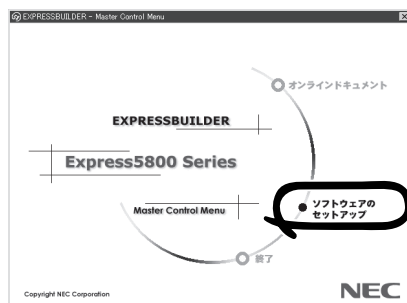 EXPRESSBUILDER - Master Control Menu
オンラインドキュメント
EXPRESSBUILDER
Express5800 Series
Master Control Menu
ソフトウェアの
セットアップ
終了
Copyright NEC Corporation
NEC